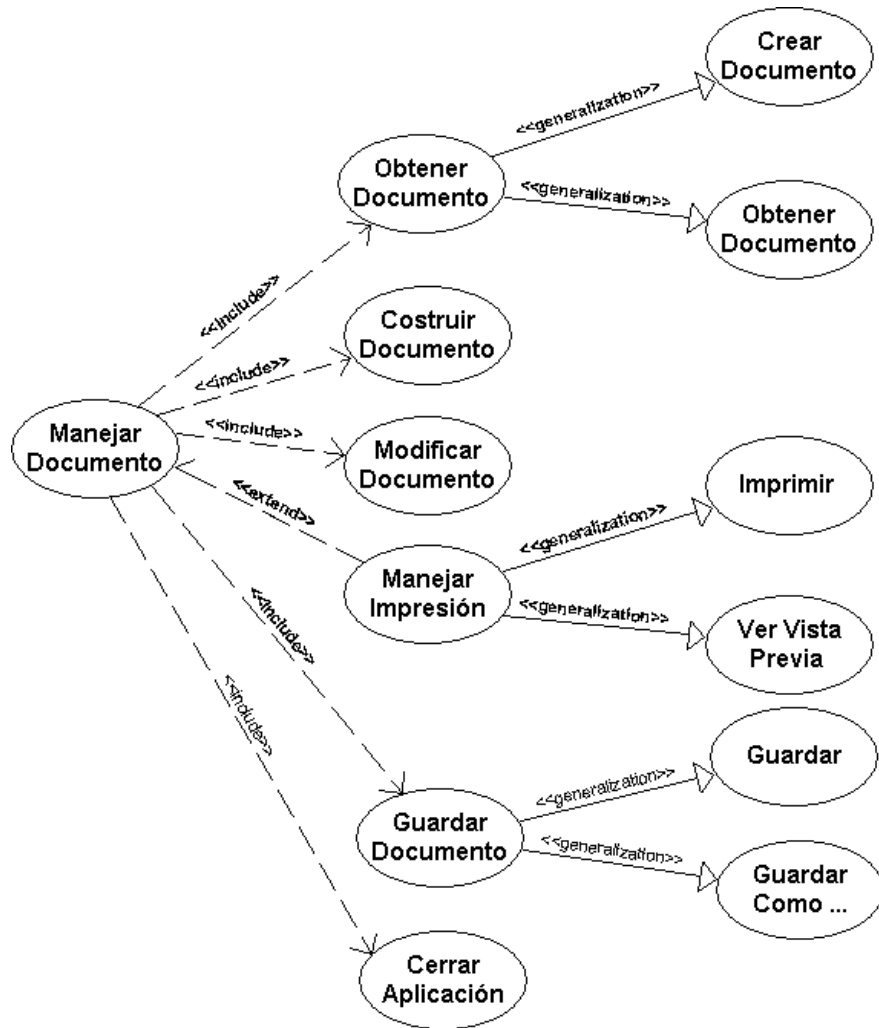 Crear
Documento
<<generalization>>
Obtener
Documento
<<generalization>>
Obtener
Documento
<<include>>
Costruir
Documento
<<include>>
Manejar
Documento
<<include>>
Modificar
Documento
<<extend>>
Imprimir
<<generalization>>
Manejar
Impresión
<<generalization>>
Ver Vista
Previa
<<include>>
<<include>>
Guardar
<<generalization>>
Guardar
Documento
<<generalization>>
Guardar
Como ...
Cerrar
Aplicación